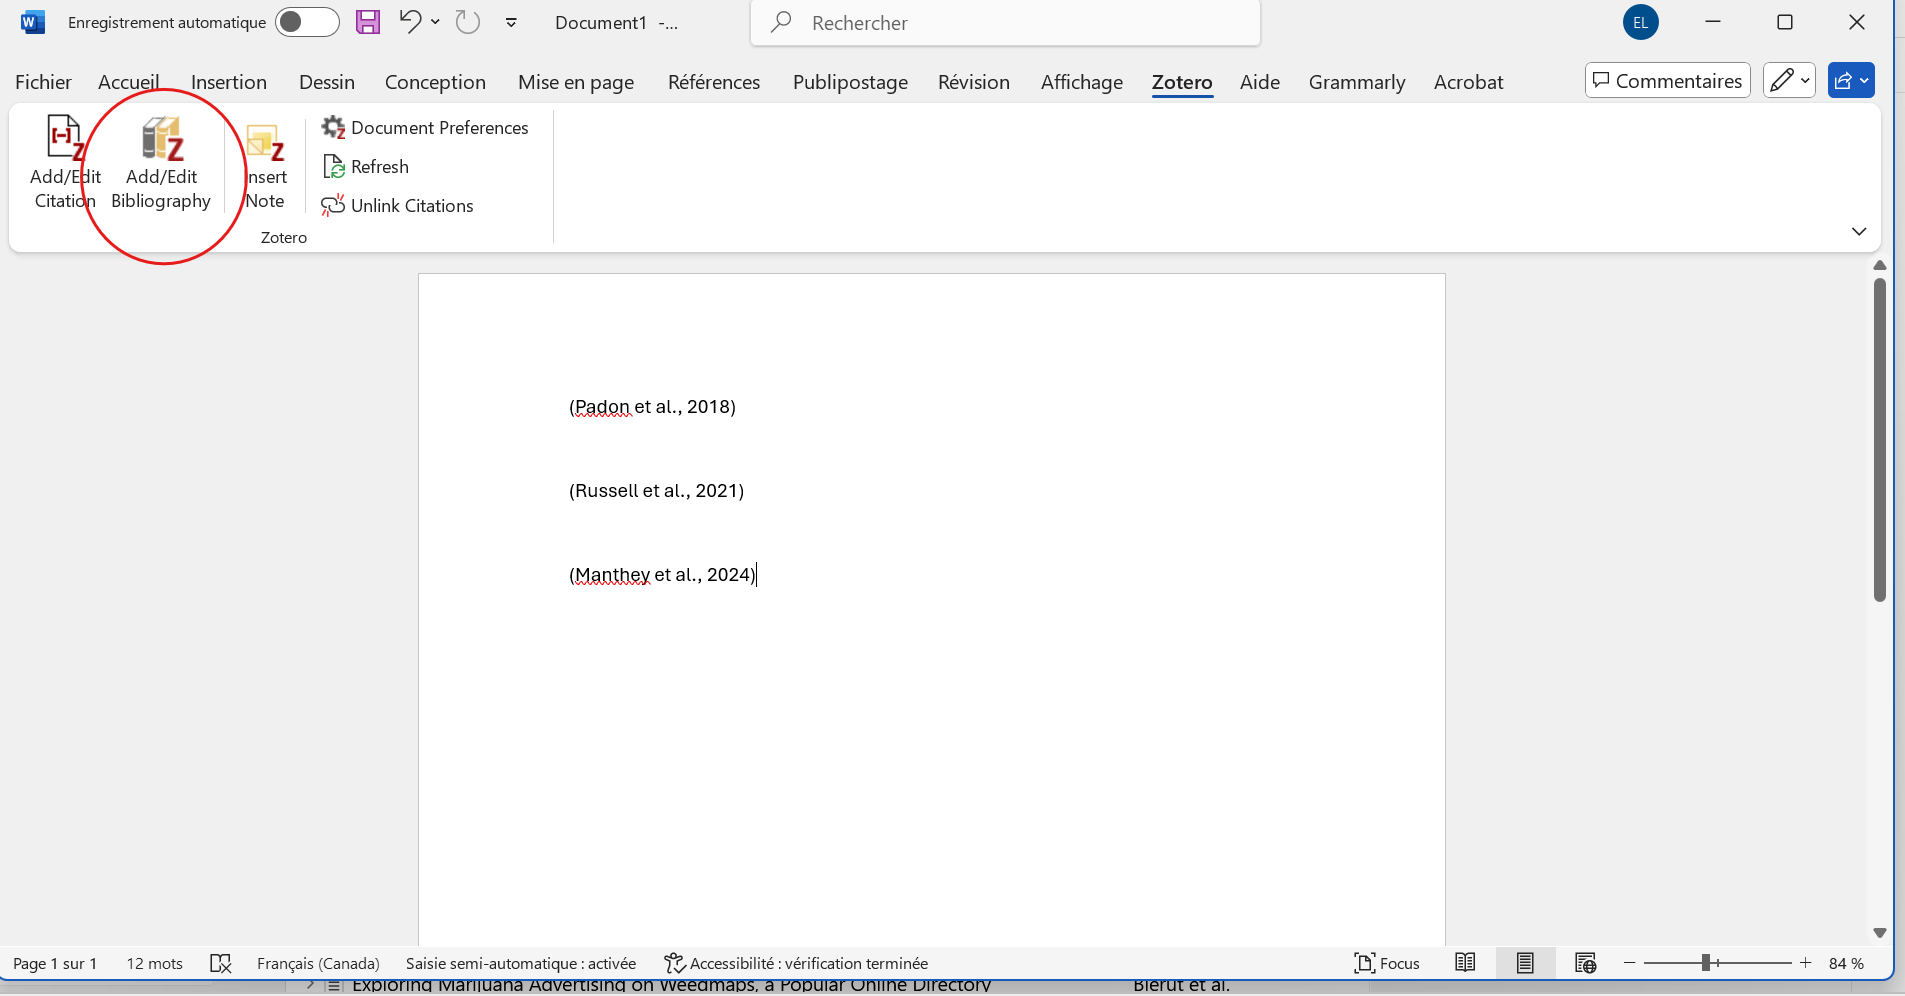 Enregistrement automatique
Document1 -...
Rechercher
EL
Fichier Accueil Insertion Dessin Conception Mise en page Références Publipostage Révision Affichage Zotero Aide Grammarly Acrobat Commentaires
Add/Edit Citation
Add/Edit Bibliography
Insert Note
Document Preferences
Refresh
Unlink Citations
Zotero
(Padon et al., 2018)
(Russell et al., 2021)
(Manthey et al., 2024)
Page 1 sur 1 12 mots Français (Canada) Saisie semi-automatique : activée Accessibilité : vérification terminée Focus 84 %
Exploring Marijuana Advertising on Weedmaps, a Popular Online Directory Bierut et al.